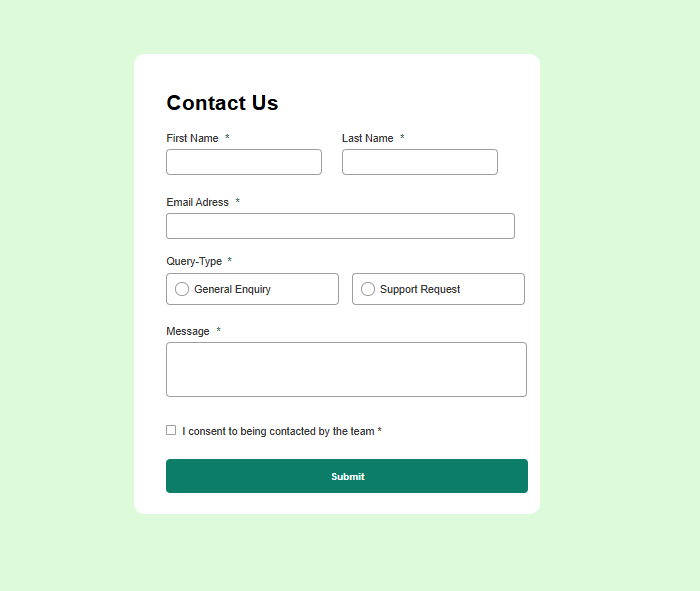 Contact Us
First Name * Last Name *
Email Adress *
Query-Type *
General Enquiry Support Request
Message *
I consent to being contacted by the team *
Submit